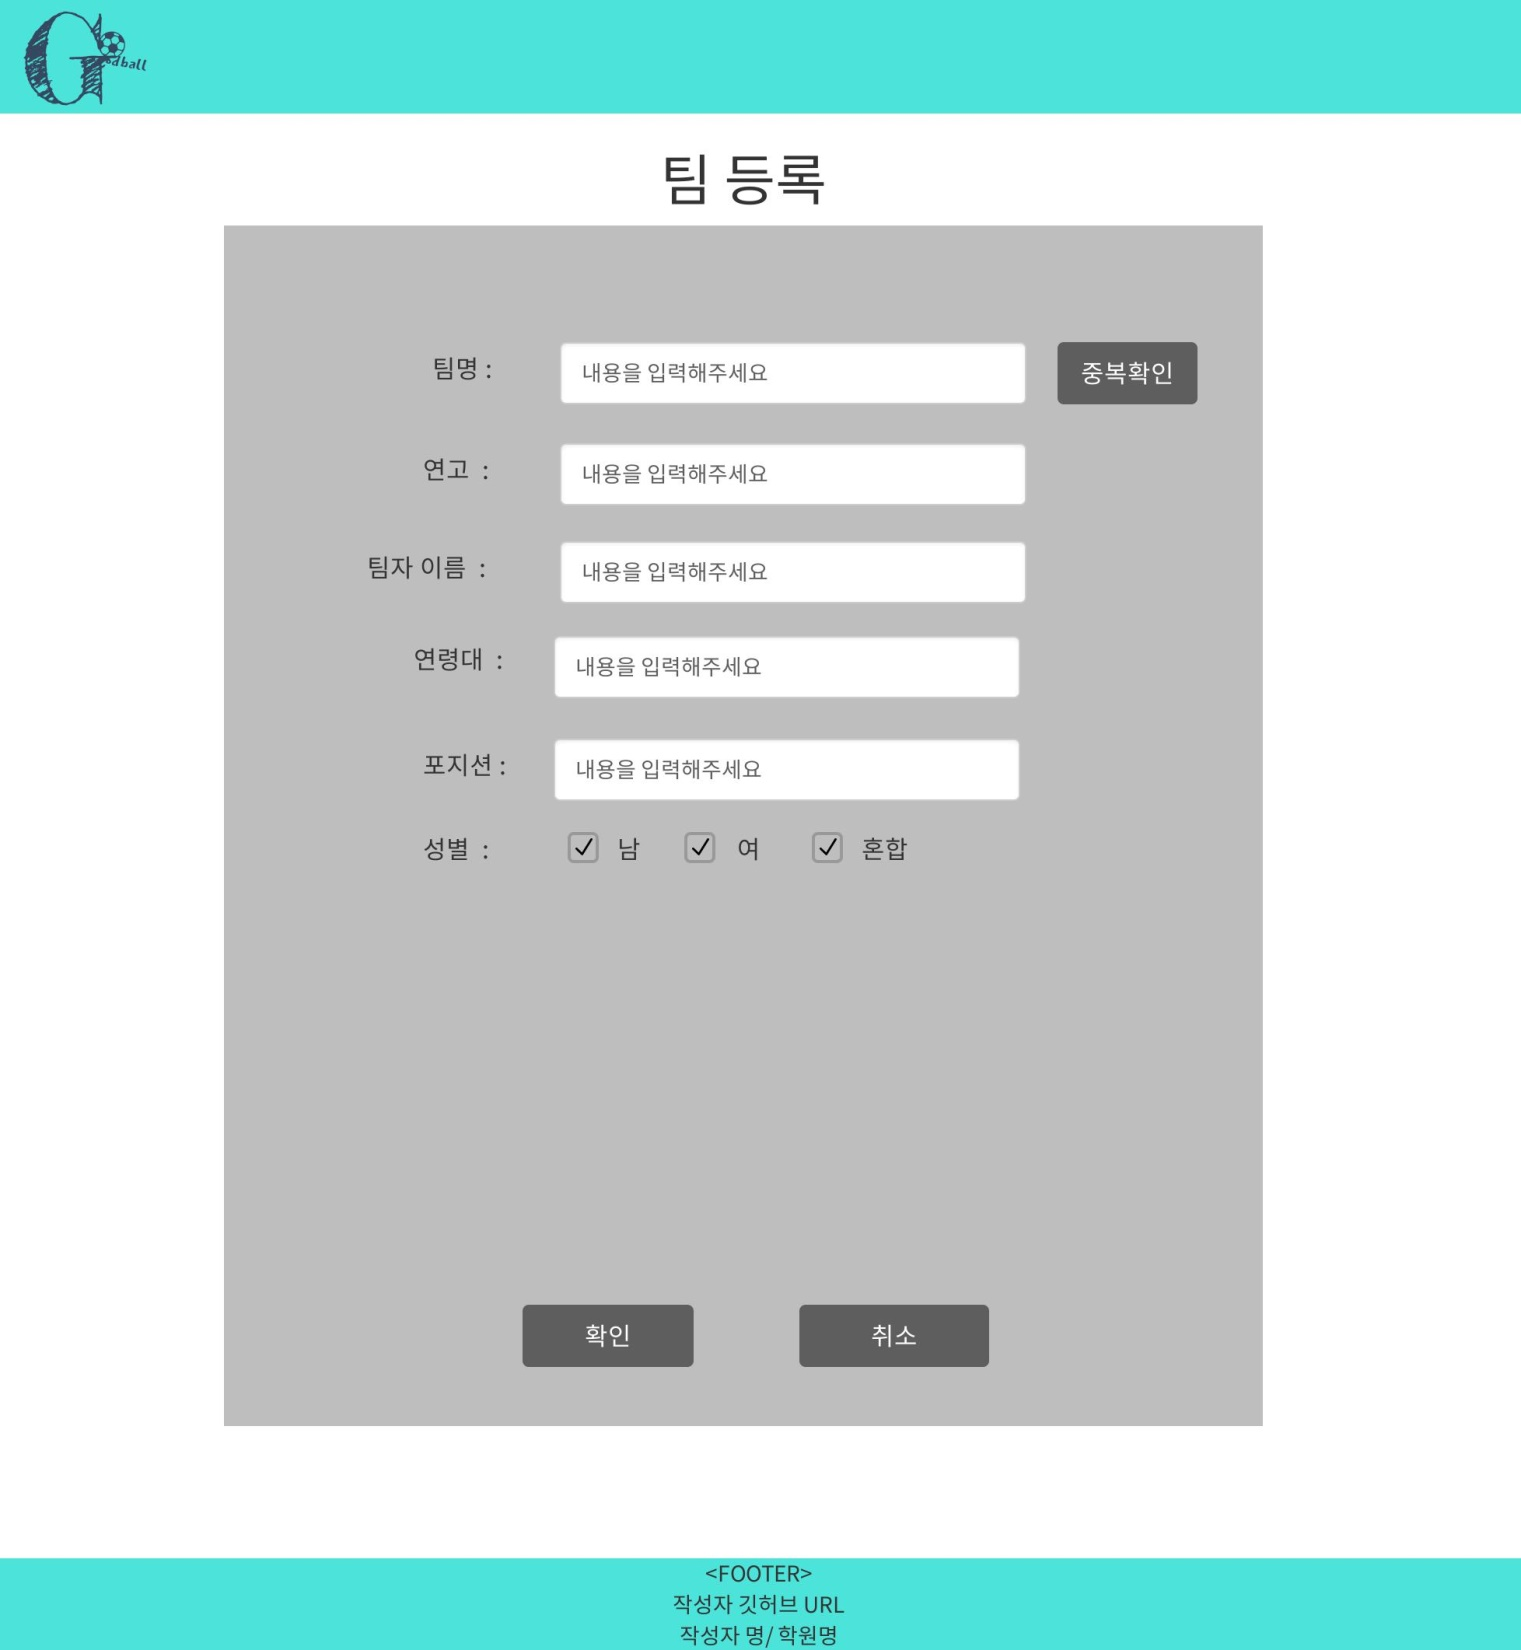 G
dball
팀 등록
팀명 : 내용을 입력해주세요 중복확인
연고 : 내용을 입력해주세요
팀자 이름 : 내용을 입력해주세요
연령대 : 내용을 입력해주세요
포지션 : 내용을 입력해주세요
성별 : 남 여 혼합
확인 취소
<FOOTER>
작성자 깃허브 URL
작성자 명/ 학원명